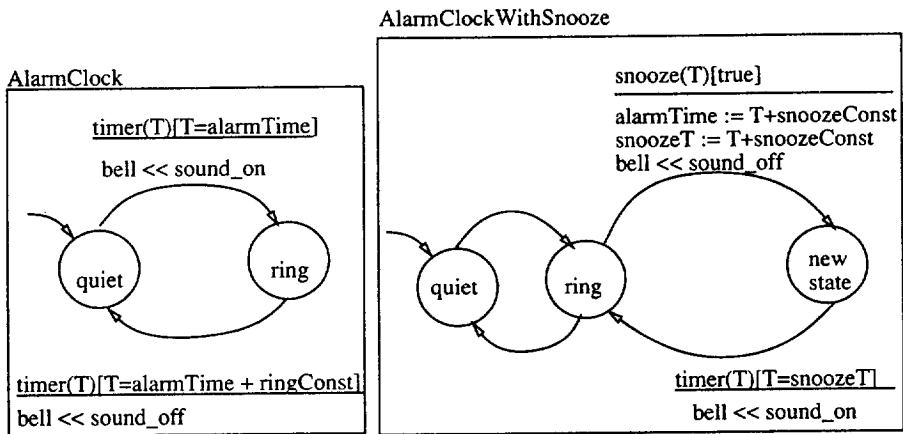 AlarmClock
timer(T)[T=alarmTime]
bell << sound_on
quiet
ring
timer(T)[T=alarmTime + ringConst]
bell << sound_off
AlarmClockWithSnooze
snooze(T)[true]
alarmTime := T+snoozeConst
snoozeT := T+snoozeConst
bell << sound_off
quiet
ring
new
state
timer(T)[T=snoozeT]
bell << sound_on